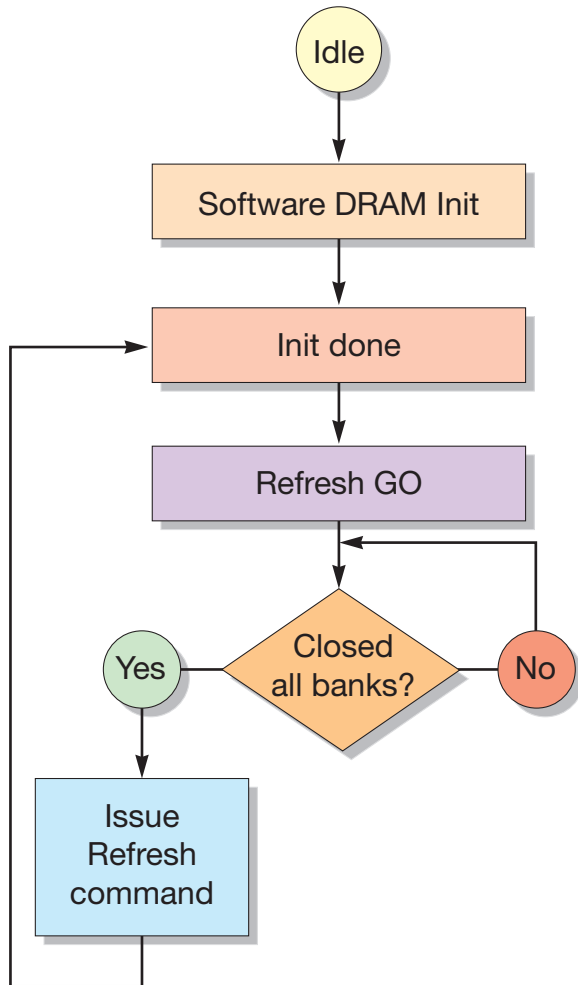 Idle
Software DRAM Init
Init done
Refresh GO
Closed
all banks?
Yes
No
Issue
Refresh
command